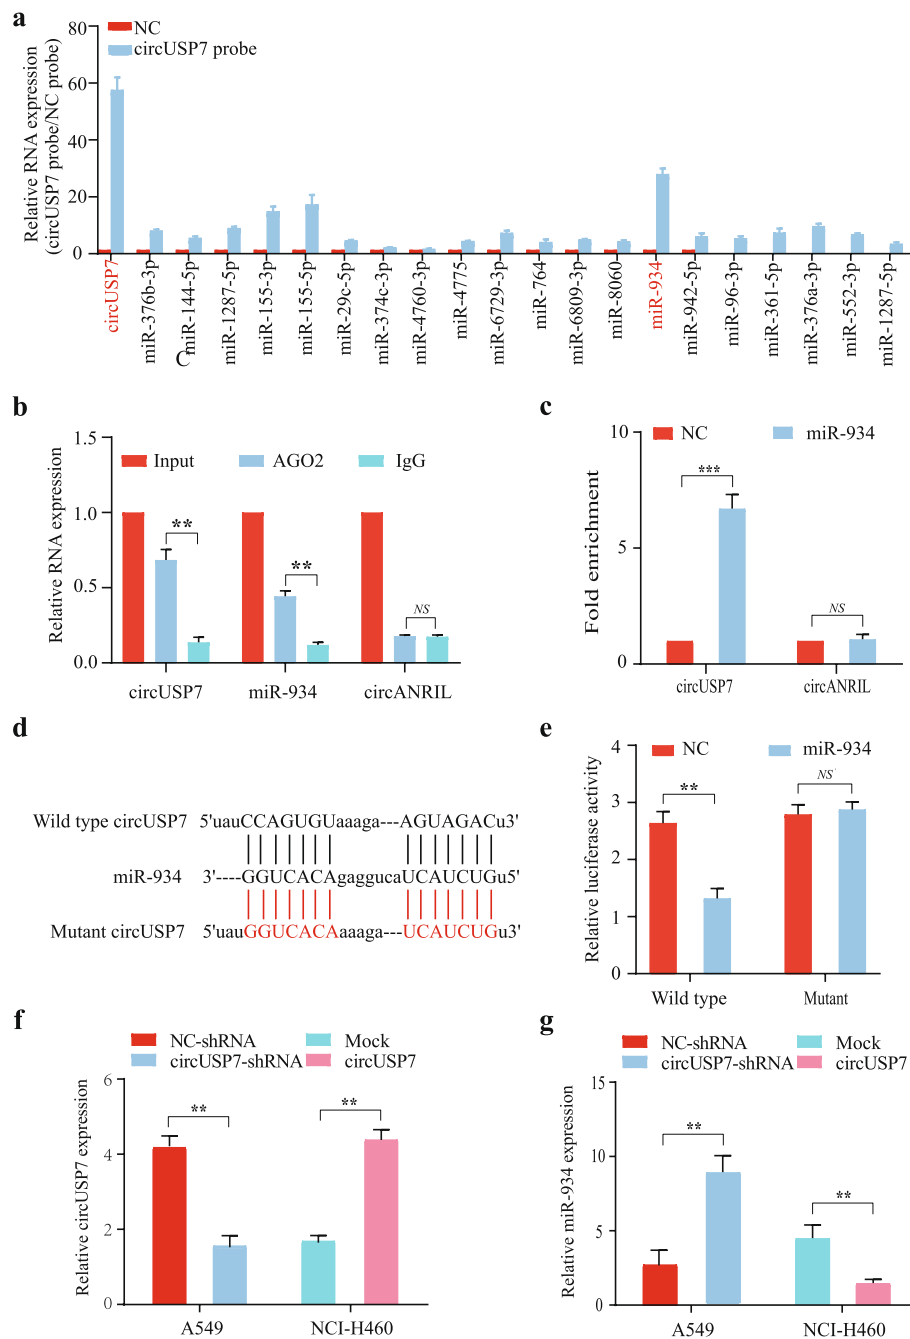 a
NC
circUSP7 probe
Relative RNA expression
(circUSP7 probe/NC probe)
80
60
40
20
0
circUSP7
miR-376b-3p
miR-144-5p
miR-1287-5p
miR-155-3p
miR-155-5p
miR-29c-5p
miR-374c-3p
miR-4760-3p
miR-4775
miR-6729-3p
miR-764
miR-6809-3p
miR-8060
miR-934
miR-942-5p
miR-96-3p
miR-361-5p
miR-376a-3p
miR-552-3p
miR-1287-5p
C
b
Relative RNA expression
1.5
1.0
0.5
0.0
Input
AGO2
IgG
**
**
NS
circUSP7
miR-934
circANRIL
c
Fold enrichment
10
5
0
NC
miR-934
***
NS
circUSP7
circANRIL
d
Wild type circUSP7 5'uauCCAGUGUaaaga---AGUAGACu3'
miR-934 3'----GGUCACAgaggucaUCAUCUGu5'
Mutant circUSP7 5'uauGGUCACAaaaga---UCAUCUGu3'
e
Relative luciferase activity
4
3
2
1
0
NC
miR-934
**
NS
Wild type
Mutant
f
NC-shRNA
Mock
circUSP7-shRNA
circUSP7
Relative circUSP7 expression
6
4
2
0
**
**
A549
NCI-H460
g
NC-shRNA
Mock
circUSP7-shRNA
circUSP7
Relative miR-934 expression
15
10
5
0
**
**
A549
NCI-H460